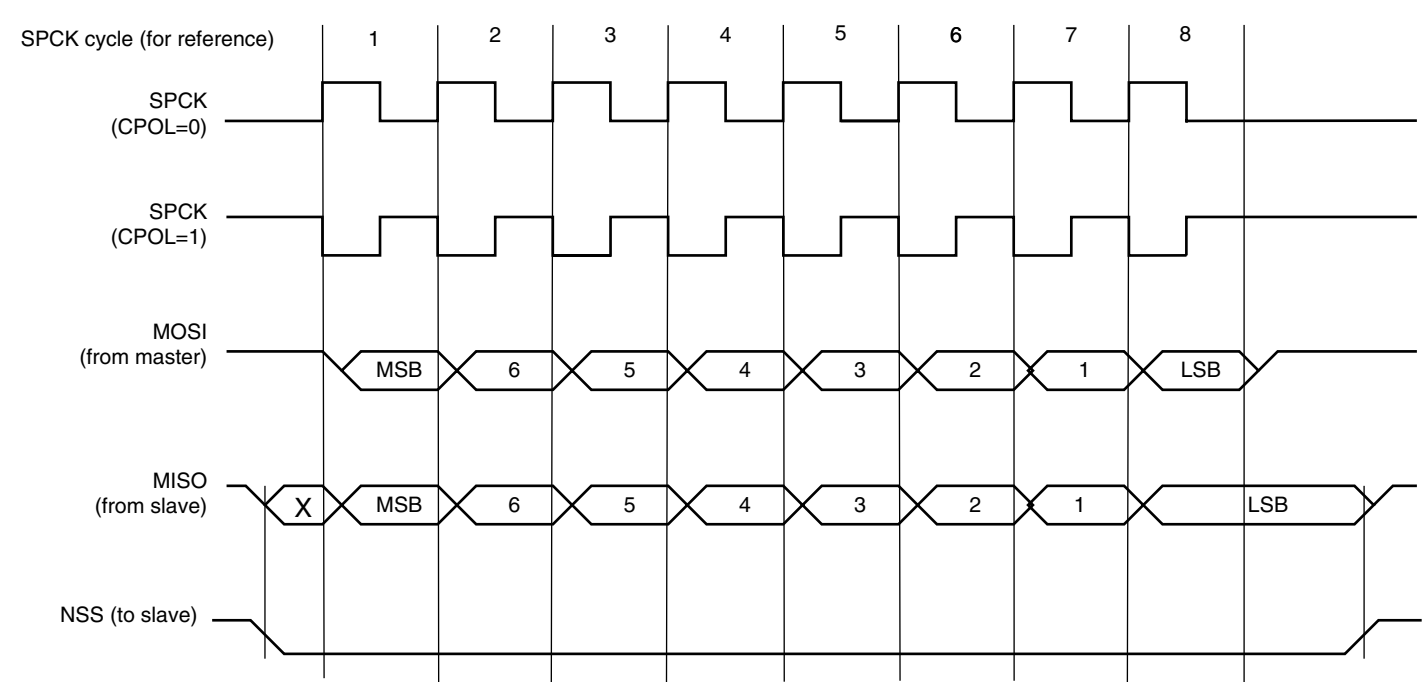 SPCK cycle (for reference) 1 2 3 4 5 6 7 8
SPCK
(CPOL=0)
SPCK
(CPOL=1)
MOSI
(from master) MSB 6 5 4 3 2 1 LSB
MISO
(from slave) X MSB 6 5 4 3 2 1 LSB
NSS (to slave)